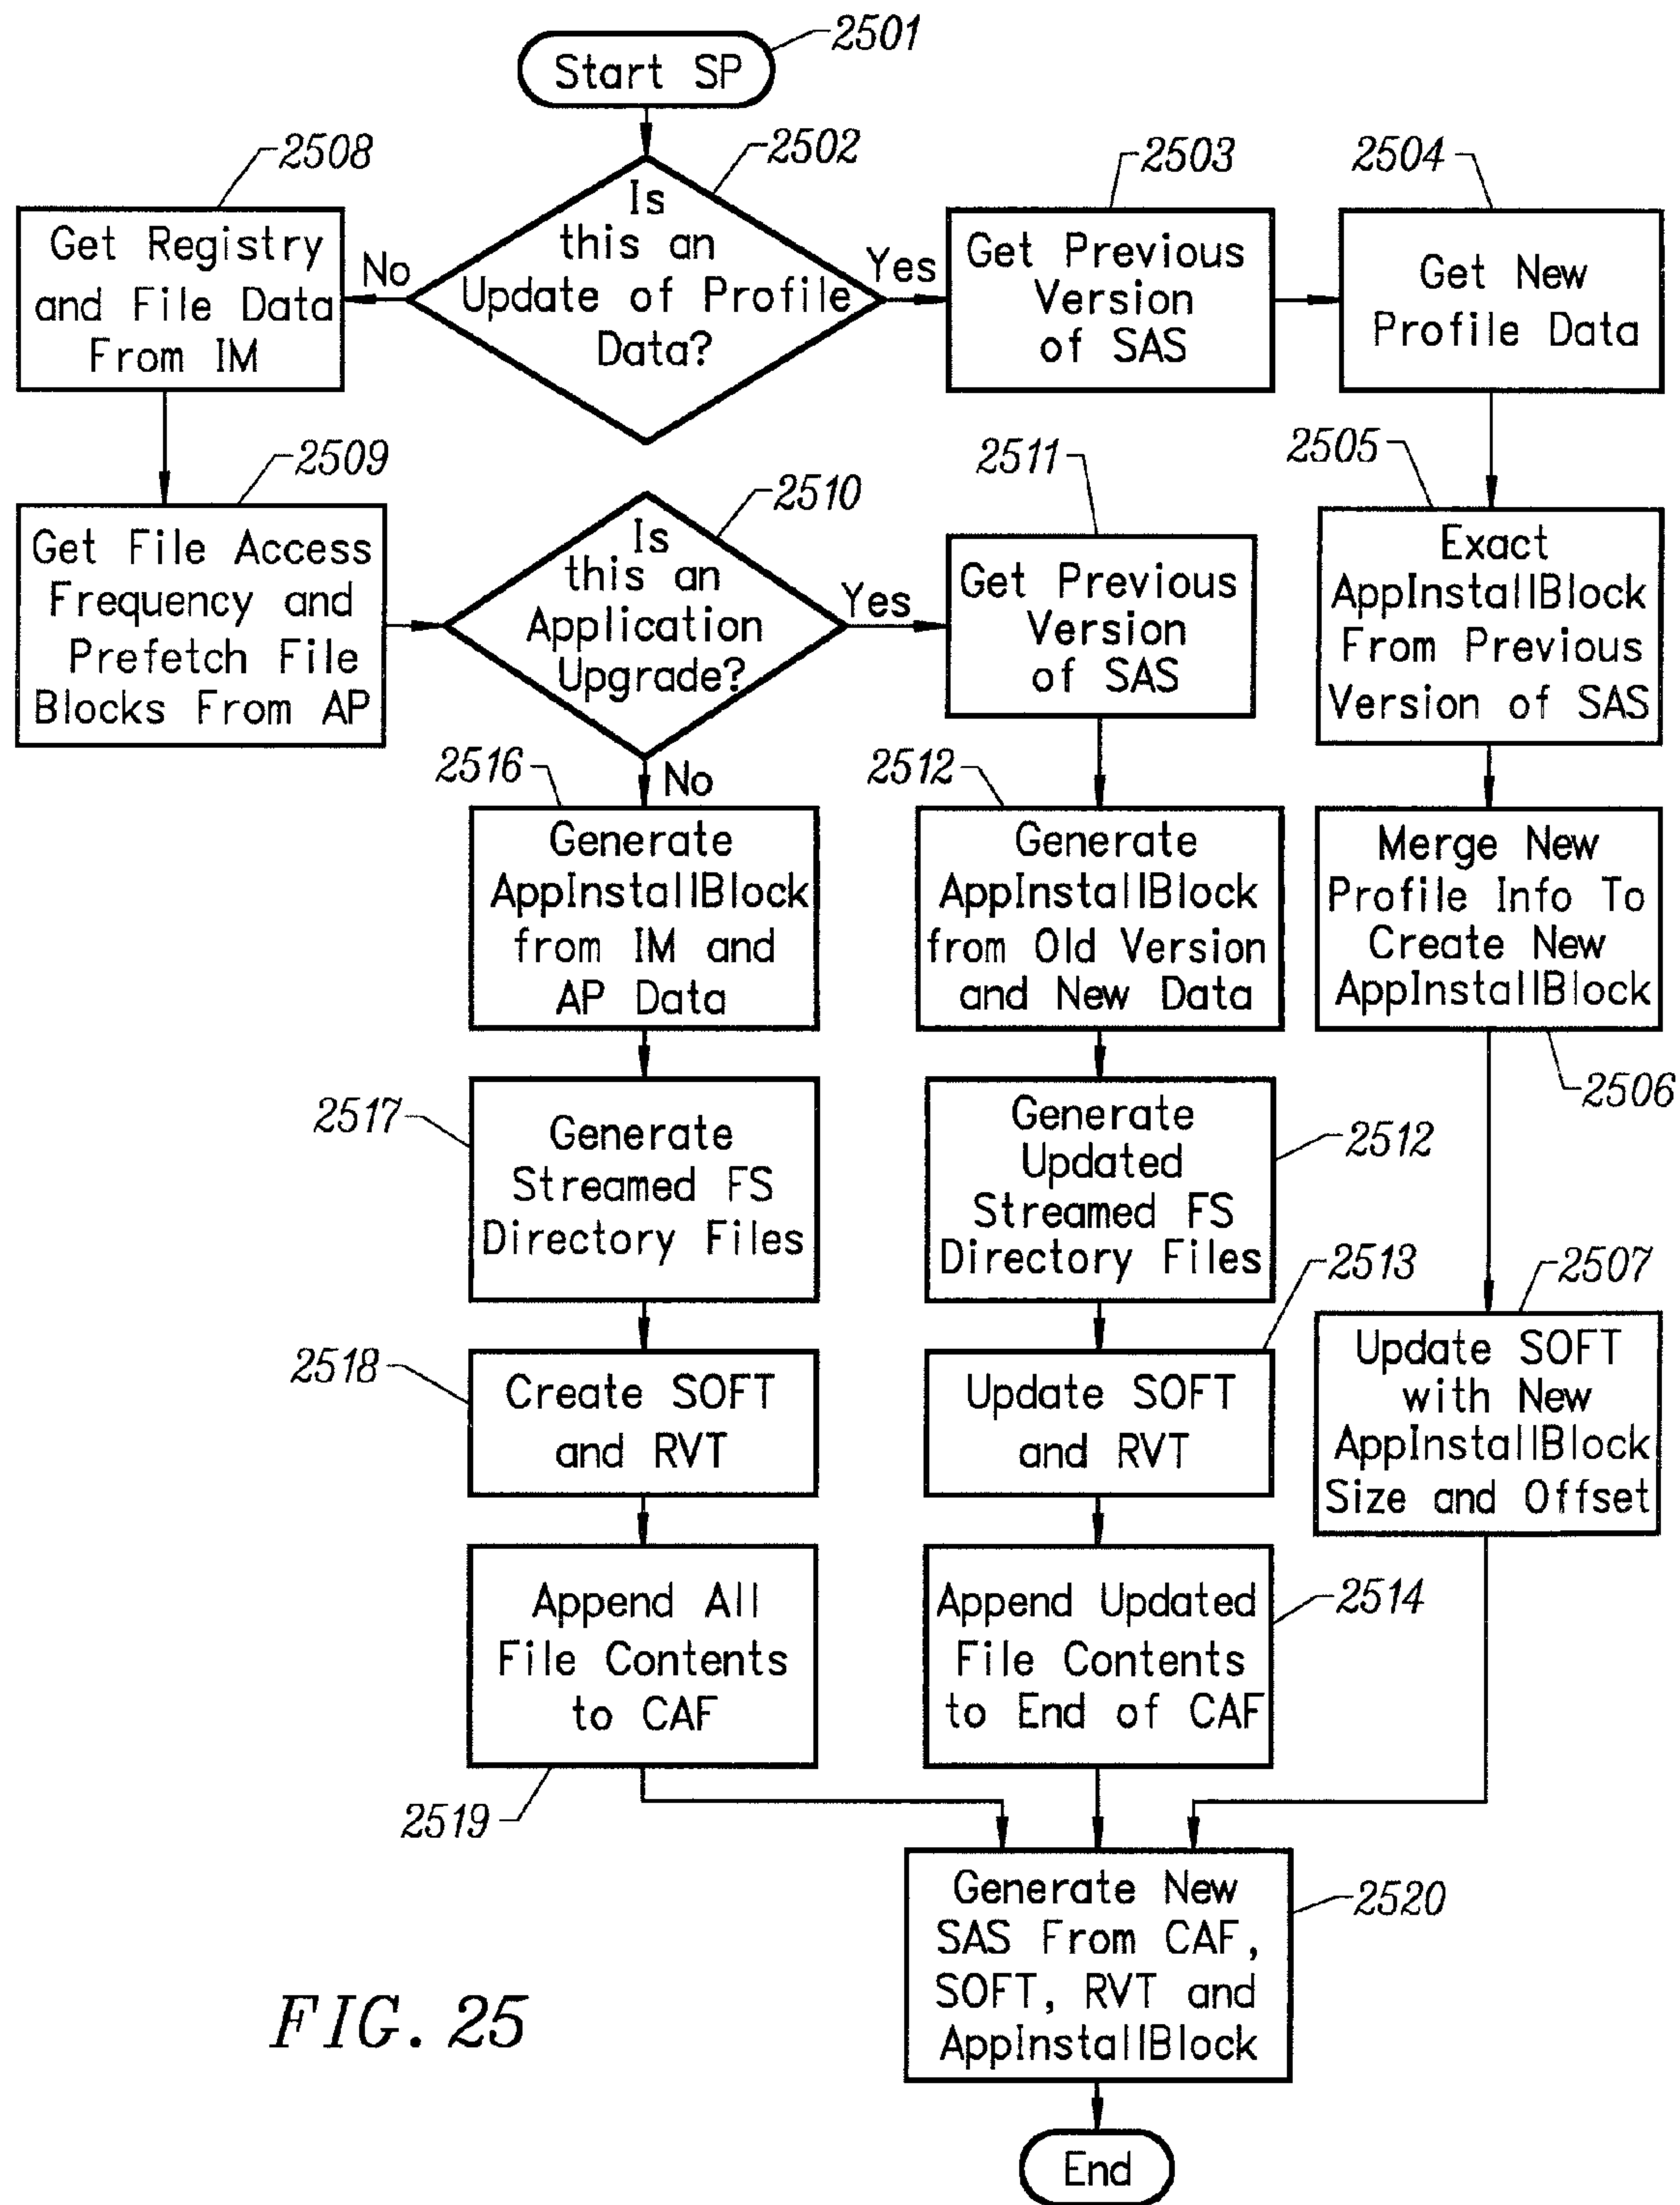 2501
Start SP
2508
2502
2503
2504
Get Registry
and File Data
From IM
No
Is
this an
Update of Profile
Data?
Yes
Get Previous
Version
of SAS
Get New
Profile Data
2509
2510
2511
2505
Get File Access
Frequency and
Prefetch File
Blocks From AP
Is
this an
Application
Upgrade?
Yes
Get Previous
Version
of SAS
Exact
AppInstallBlock
From Previous
Version of SAS
2516
No
2512
Generate
AppInstallBlock
from IM and
AP Data
Generate
AppInstallBlock
from Old Version
and New Data
Merge New
Profile Info To
Create New
AppInstallBlock
2506
2517
Generate
Streamed FS
Directory Files
Generate
Updated
Streamed FS
Directory Files
2512
2513
2507
2518
Create SOFT
and RVT
Update SOFT
and RVT
Update SOFT
with New
AppInstallBlock
Size and Offset
Append All
File Contents
to CAF
Append Updated
File Contents
to End of CAF
2514
2519
Generate New
SAS From CAF,
SOFT, RVT and
AppInstallBlock
2520
FIG. 25
End